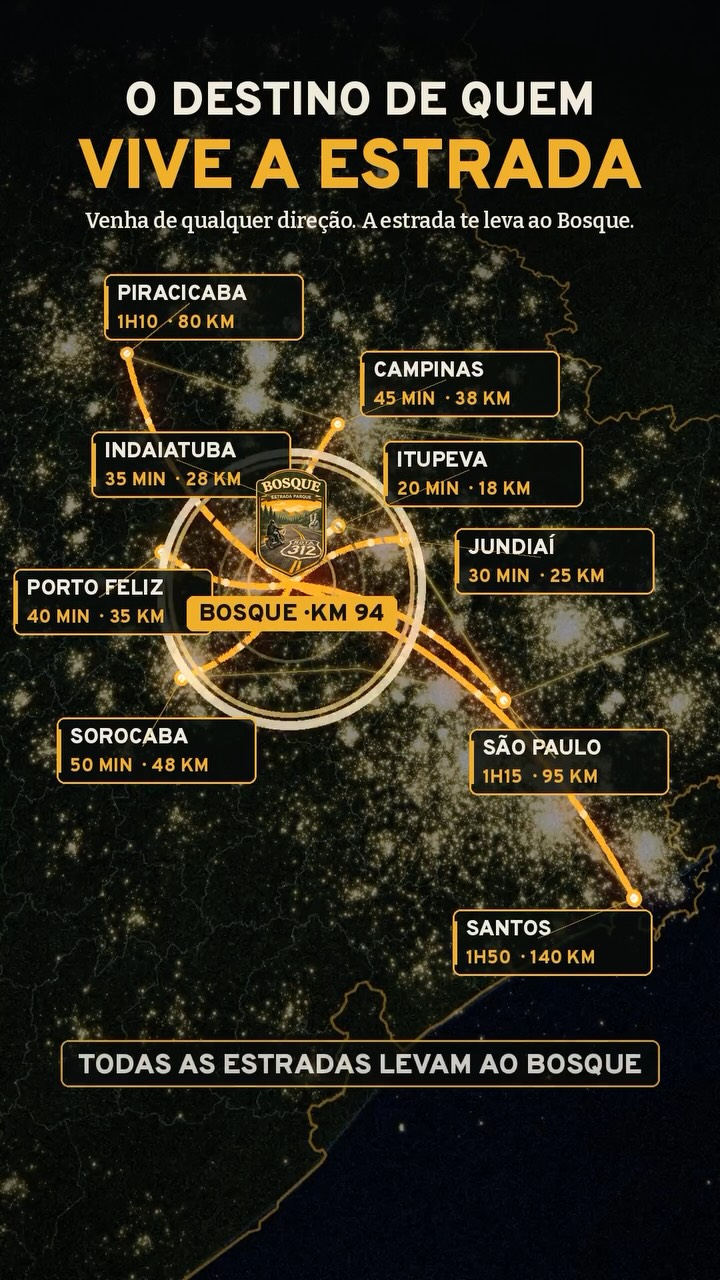 O DESTINO DE QUEM
VIVE A ESTRADA
Venha de qualquer direção. A estrada te leva ao Bosque.
PIRACICABA
1H10 · 80 KM
CAMPINAS
45 MIN · 38 KM
INDAIATUBA
35 MIN · 28 KM
ITUPEVA
20 MIN · 18 KM
BOSQUE
ESTRADA PARQUE
ROTA
312
JUNDIAÍ
30 MIN · 25 KM
PORTO FELIZ
40 MIN · 35 KM
BOSQUE · KM 94
SOROCABA
50 MIN · 48 KM
SÃO PAULO
1H15 · 95 KM
SANTOS
1H50 · 140 KM
TODAS AS ESTRADAS LEVAM AO BOSQUE